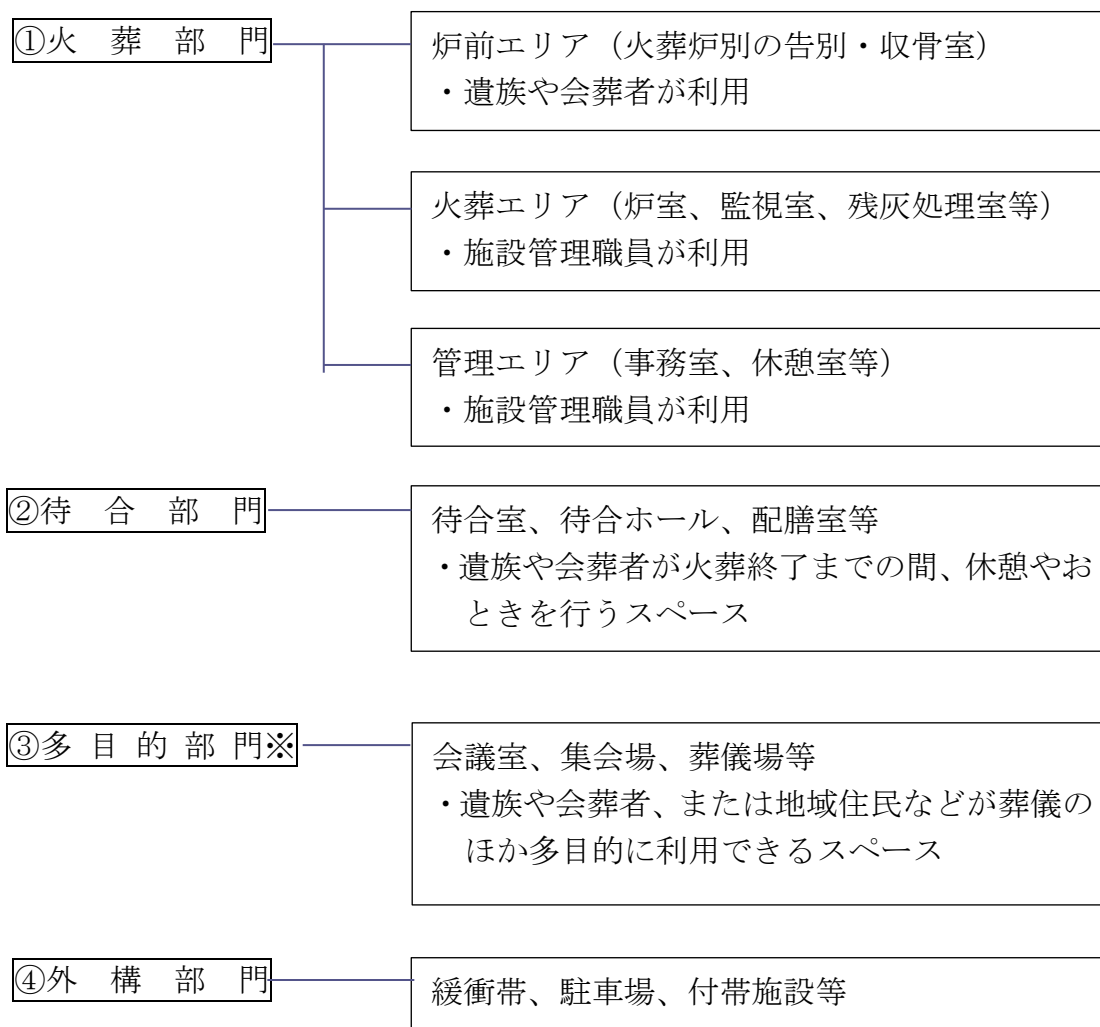 ①火葬部門
炉前エリア（火葬炉別の告別・収骨室）
・遺族や会葬者が利用
火葬エリア（炉室、監視室、残灰処理室等）
・施設管理職員が利用
管理エリア（事務室、休憩室等）
・施設管理職員が利用
②待合部門
待合室、待合ホール、配膳室等
・遺族や会葬者が火葬終了までの間、休憩やお
ときを行うスペース
③多目的部門※
会議室、集会場、葬儀場等
・遺族や会葬者、または地域住民などが葬儀の
ほか多目的に利用できるスペース
④外構部門
緩衝帯、駐車場、付帯施設等